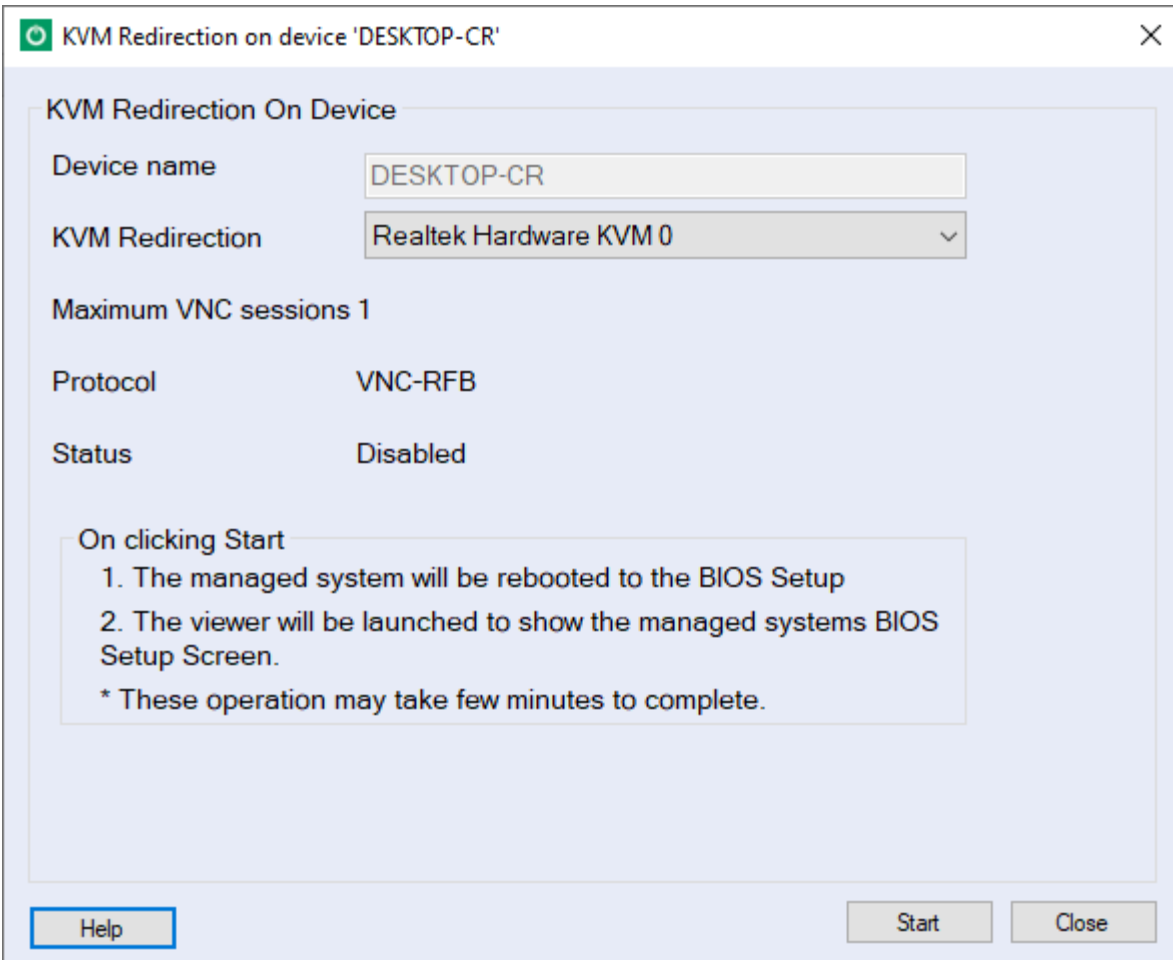 KVM Redirection on device 'DESKTOP-CR'
KVM Redirection On Device
Device name
DESKTOP-CR
KVM Redirection
Realtek Hardware KVM 0
Maximum VNC sessions 1
Protocol
VNC-RFB
Status
Disabled
On clicking Start
1. The managed system will be rebooted to the BIOS Setup
2. The viewer will be launched to show the managed systems BIOS
Setup Screen.
* These operation may take few minutes to complete.
Help
Start
Close